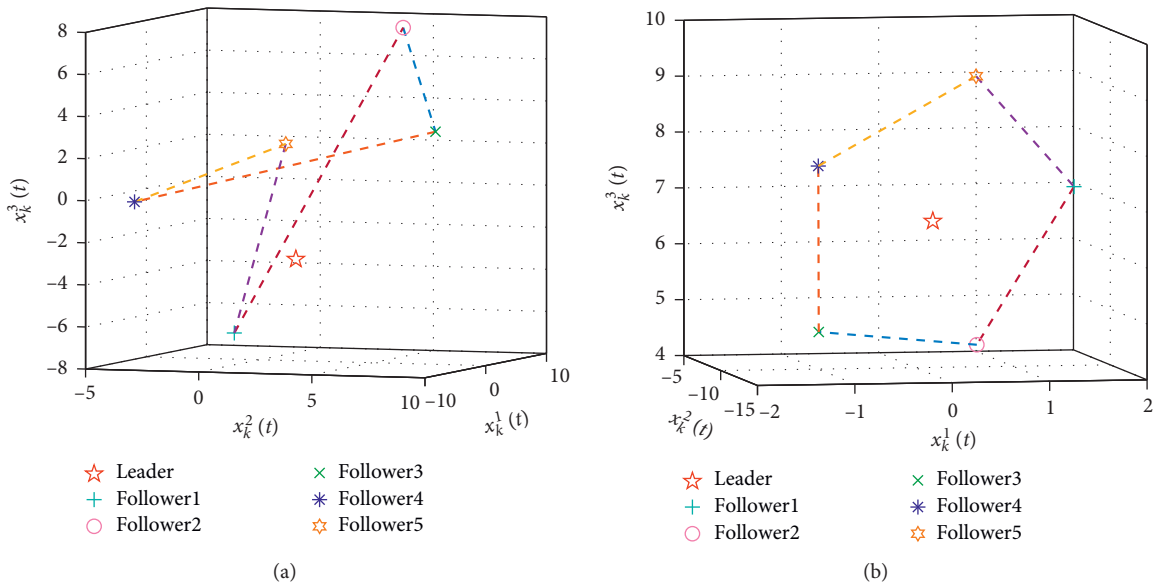 8
6
4
2
0
−2
−4
−6
−8
x_k^3 (t)
−5
0
5
10
x_k^2 (t)
−10
0
10
x_k^1 (t)
Leader
Follower1
Follower2
Follower3
Follower4
Follower5
(a)
10
9
8
7
6
5
4
x_k^3 (t)
−5
−10
−15
x_k^2 (t)
−2
−1
0
1
2
x_k^1 (t)
Leader
Follower1
Follower2
Follower3
Follower4
Follower5
(b)